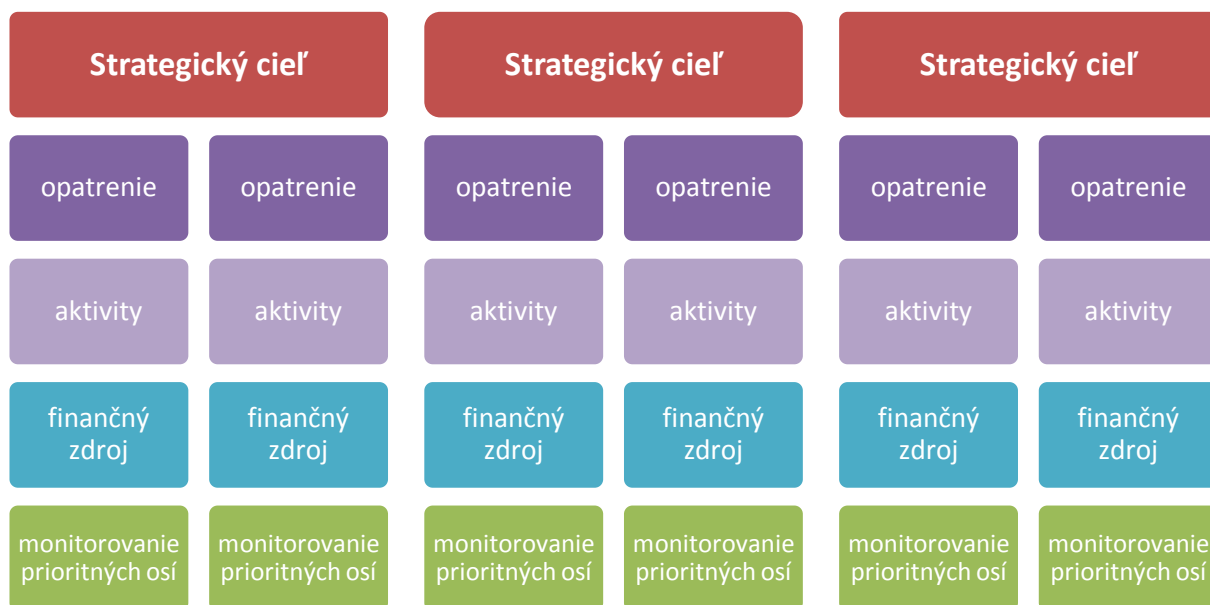 Strategický cieľ
Strategický cieľ
Strategický cieľ
opatrenie
opatrenie
opatrenie
opatrenie
opatrenie
opatrenie
aktivity
aktivity
aktivity
aktivity
aktivity
aktivity
finančný
zdroj
finančný
zdroj
finančný
zdroj
finančný
zdroj
finančný
zdroj
finančný
zdroj
monitorovanie
prioritných osí
monitorovanie
prioritných osí
monitorovanie
prioritných osí
monitorovanie
prioritných osí
monitorovanie
prioritných osí
monitorovanie
prioritných osí